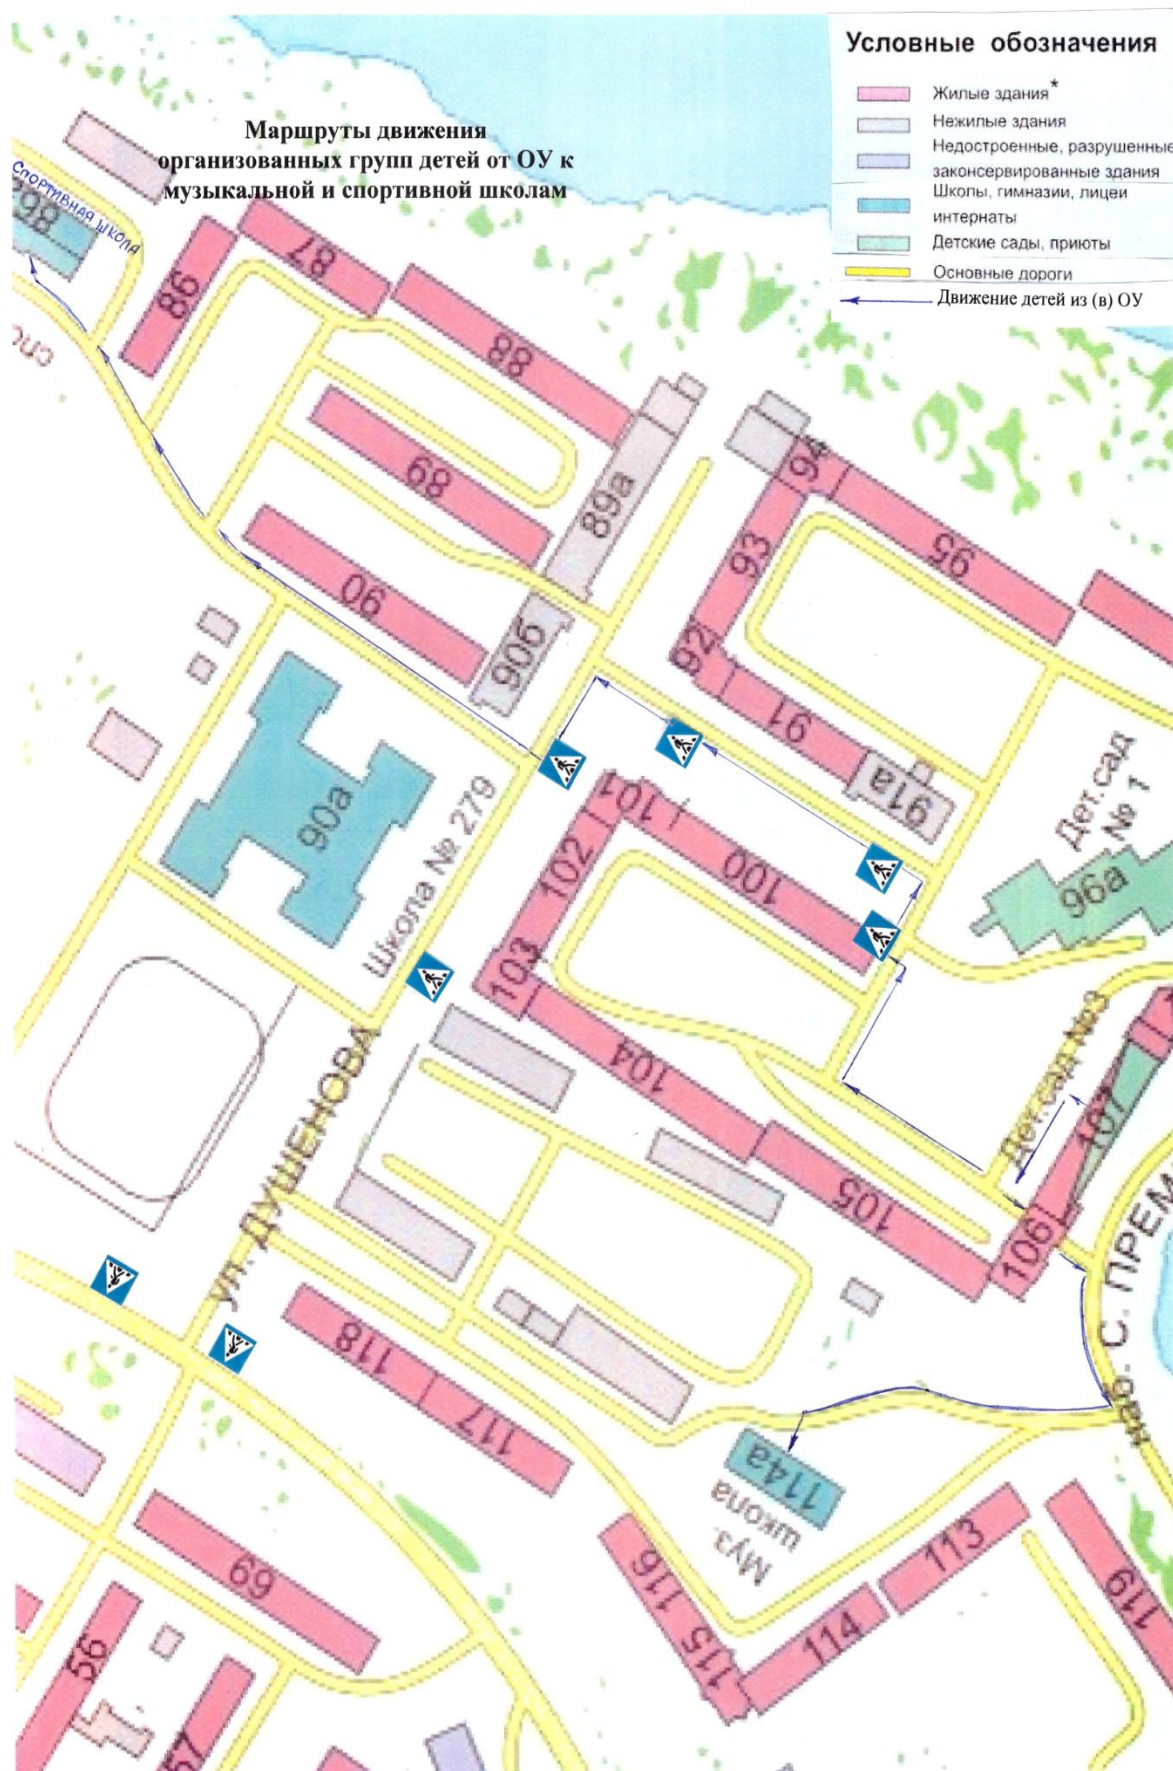 Маршруты движения
организованных групп детей от ОУ к
музыкальной и спортивной школам
Условные обозначения
Жилые здания*
Нежилые здания
Недостроенные, разрушенные
законсервированные здания
Школы, гимназии, лицеи
интернаты
Детские сады, приюты
Основные дороги
Движение детей из (в) ОУ
Спортивная школа
86
87
88
89
89а
90
90б
90а
Школа № 279
94
93
95
92
91
91а
Дет.сад
№ 1
96а
101
102
100
103
104
105
106
107
Дет.сад №3
ул. ДУШЕНОВА
118
117
114а
Муз.
школа
116
115
114
113
119
69
56
57